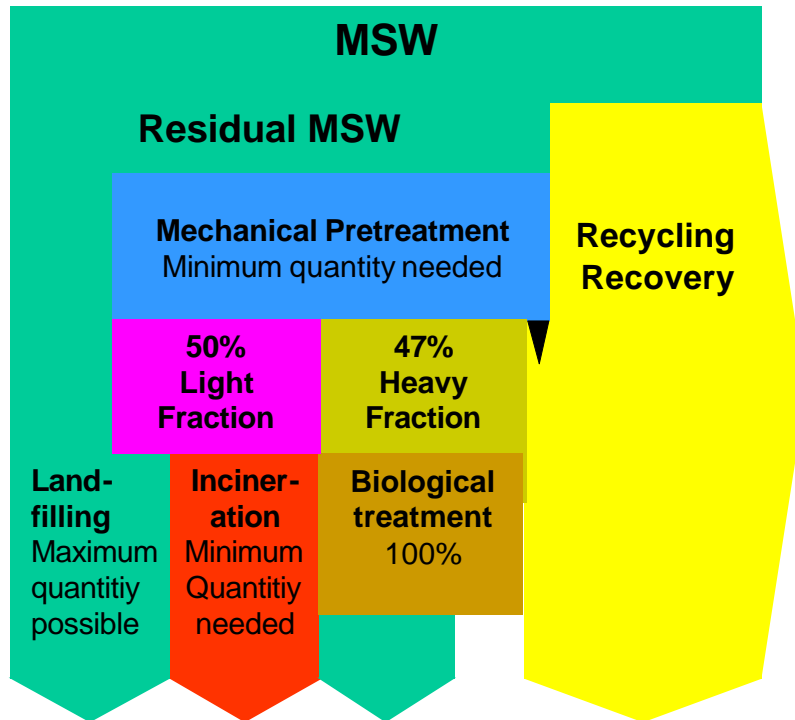 MSW
Residual MSW
Mechanical Pretreatment
Minimum quantity needed
Recycling
Recovery
50%
Light
Fraction
47%
Heavy
Fraction
Land-
filling
Maximum
quantitiy
possible
Inciner-
ation
Minimum
Quantitiy
needed
Biological
treatment
100%